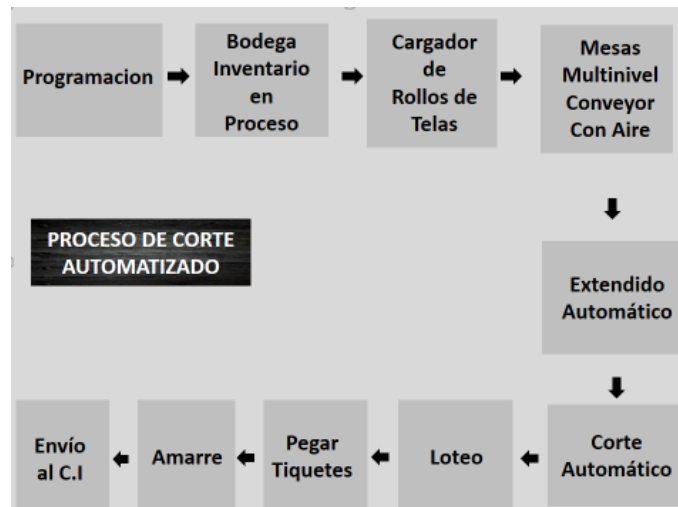 Programacion
Bodega
Inventario
en
Proceso
Cargador
de
Rollos de
Telas
Mesas
Multinivel
Conveyor
Con Aire
PROCESO DE CORTE
AUTOMATIZADO
Extendido
Automático
Corte
Automático
Loteo
Pegar
Tiquetes
Amarre
Envío
al C.I